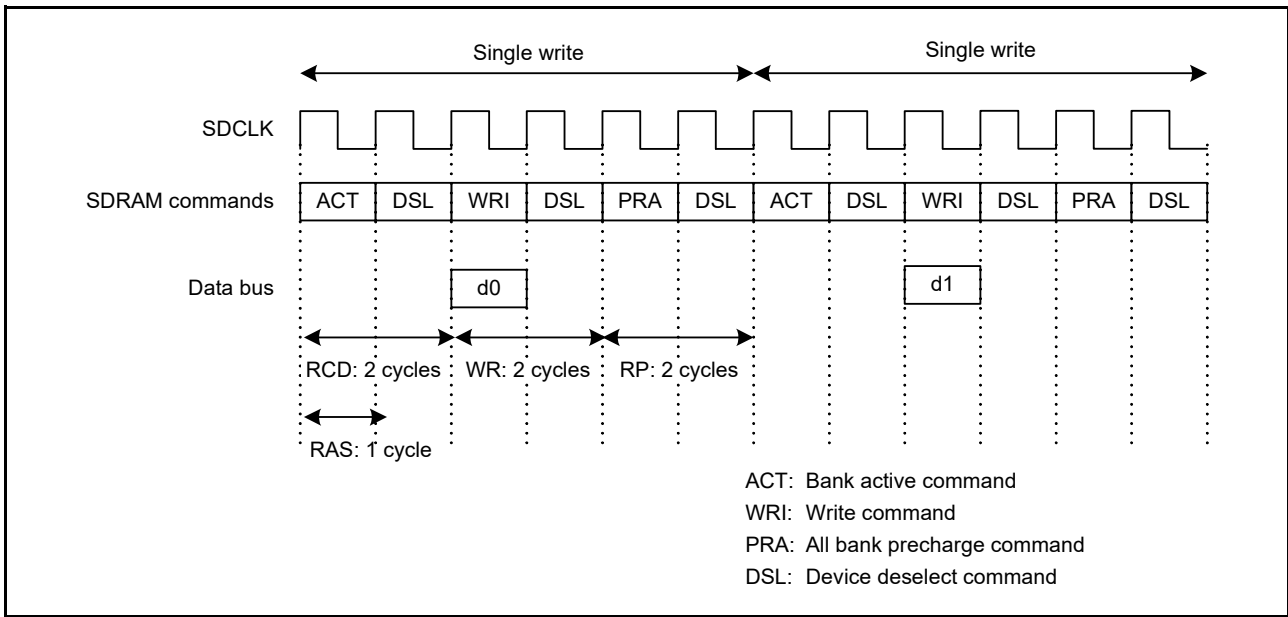 Single write Single write
SDCLK
SDRAM commands ACT DSL WRI DSL PRA DSL ACT DSL WRI DSL PRA DSL
Data bus d0 d1
RCD: 2 cycles WR: 2 cycles RP: 2 cycles
RAS: 1 cycle
ACT: Bank active command
WRI: Write command
PRA: All bank precharge command
DSL: Device deselect command